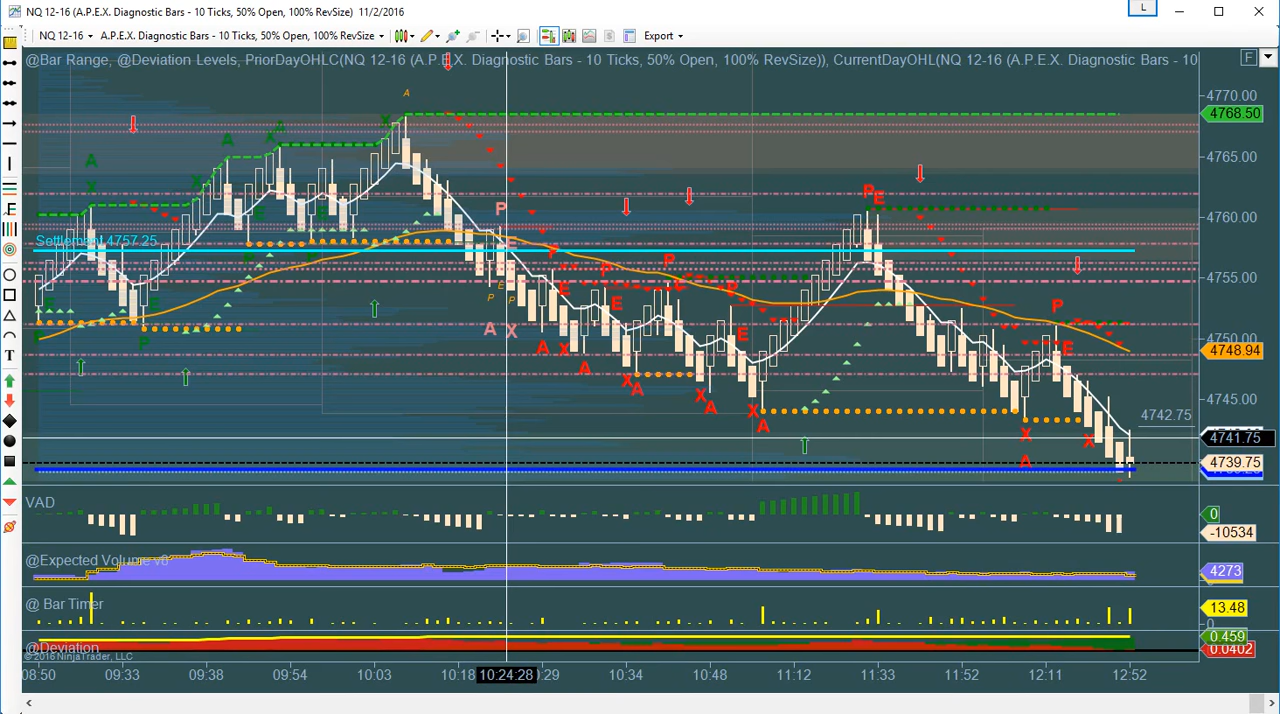 NQ 12-16 (A.P.E.X. Diagnostic Bars - 10 Ticks, 50% Open, 100% RevSize) 11/2/2016
L
NQ 12-16 A.P.E.X. Diagnostic Bars - 10 Ticks, 50% Open, 100% RevSize Export
@Bar Range, @Deviation Levels, PriorDayOHLC(NQ 12-16 (A.P.E.X. Diagnostic Bars - 10 Ticks, 50% Open, 100% RevSize)), CurrentDayOHL(NQ 12-16 (A.P.E.X. Diagnostic Bars - 10
F
4770.00
4768.50
4765.00
4760.00
Settlement 4757.25
4755.00
4750.00
4748.94
4745.00
4742.75
4741.75
4739.75
VAD
0
-10534
@Expected Volume v8
4273
@ Bar Timer
13.48
0
@Deviation
0.459
0.0402
© 2016 NinjaTrader, LLC
08:50 09:33 09:38 09:54 10:03 10:18 10:24:28 0:29 10:34 10:48 11:12 11:33 11:52 12:11 12:52